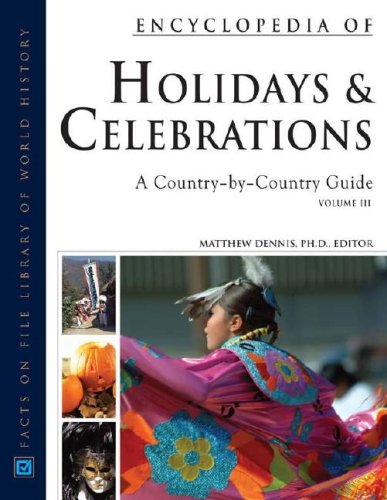 ENCYCLOPEDIA OF
HOLIDAYS &
CELEBRATIONS
A Country-by-Country Guide
VOLUME III
MATTHEW DENNIS, PH.D., EDITOR
FACTS ON FILE LIBRARY OF WORLD HISTORY